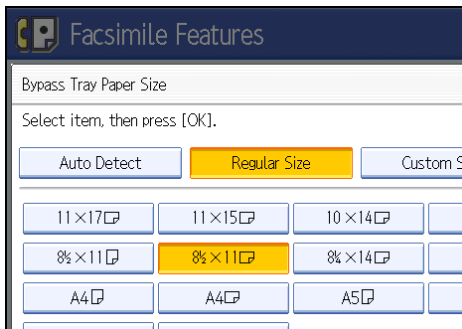 Facsimile Features
Bypass Tray Paper Size
Select item, then press [OK].
Auto Detect Regular Size Custom S
11×17 11×15 10×14
8½×11 8½×11 8¼×14
A4 A4 A5